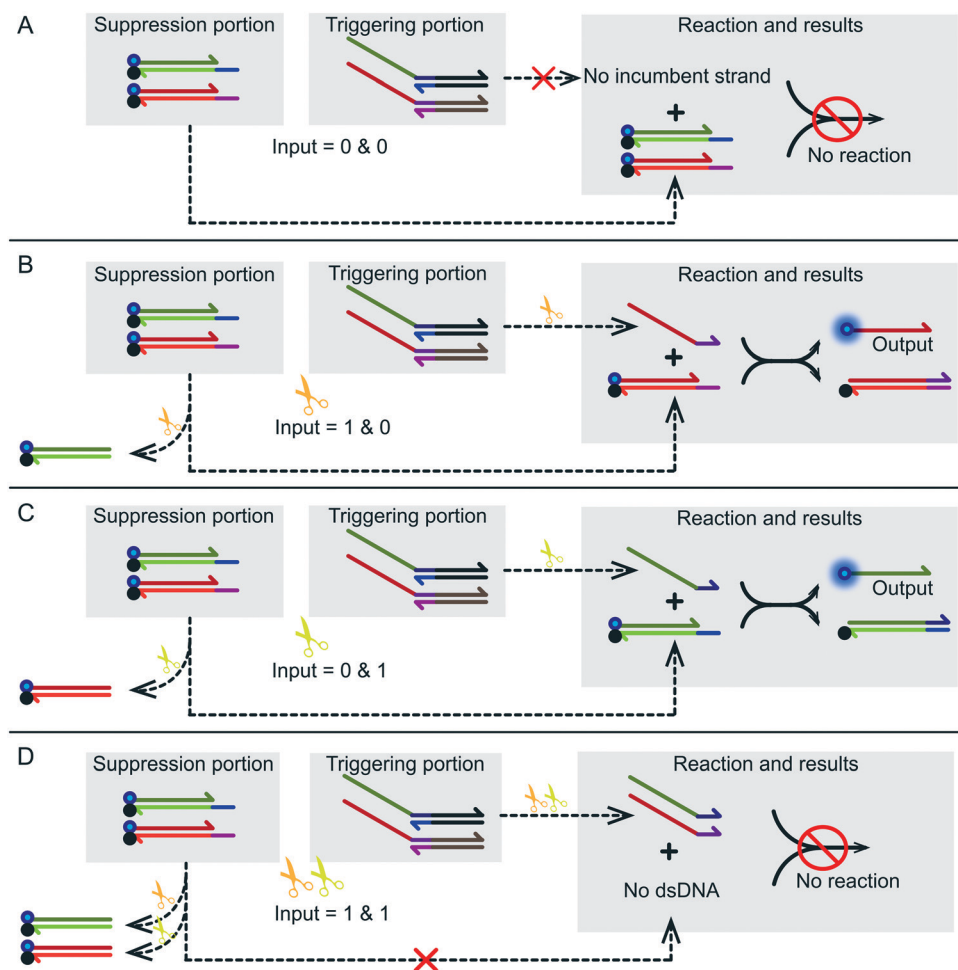 A
Suppression portion
Triggering portion
Reaction and results
No incumbent strand
+
No reaction
Input = 0 & 0
B
Suppression portion
Triggering portion
Reaction and results
+
Output
Input = 1 & 0
C
Suppression portion
Triggering portion
Reaction and results
+
Output
Input = 0 & 1
D
Suppression portion
Triggering portion
Reaction and results
+
No dsDNA
No reaction
Input = 1 & 1